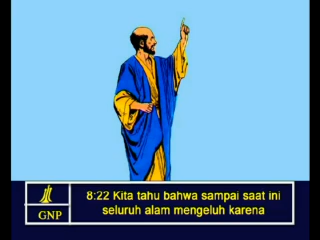 8:22 Kita tahu bahwa sampai saat ini
seluruh alam mengeluh karena
GNP